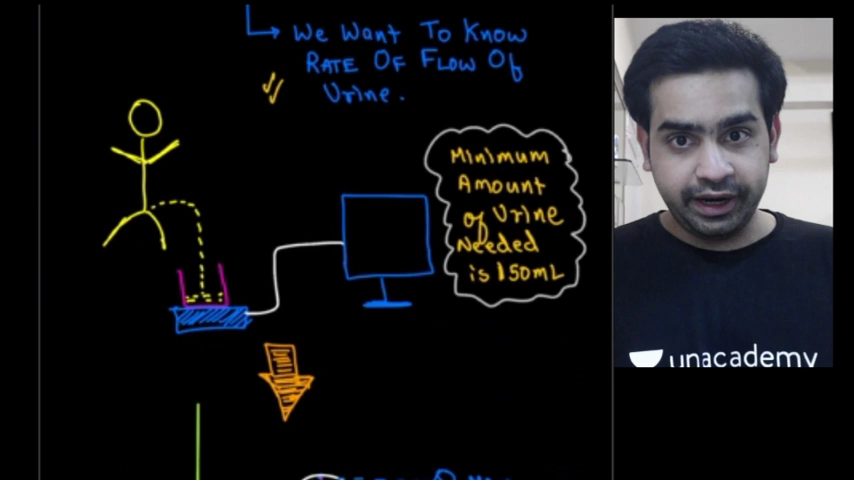 We Want To Know
RATE Of Flow Of
Urine.
Minimum
Amount
of Urine
Needed
is 150mL
unacademy